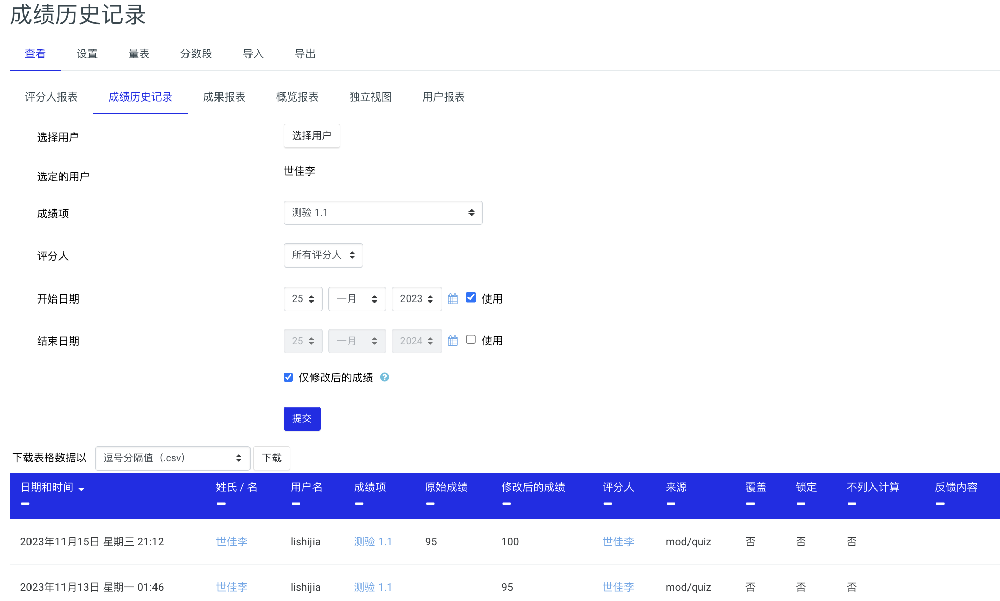 成绩历史记录
查看 设置 量表 分数段 导入 导出
评分人报表 成绩历史记录 成果报表 概览报表 独立视图 用户报表
选择用户 选择用户
选定的用户 世佳李
成绩项 测验 1.1
评分人 所有评分人
开始日期 25 一月 2023 使用
结束日期 25 一月 2024 使用
仅修改后的成绩 ?
提交
下载表格数据以 逗号分隔值（.csv） 下载
日期和时间 姓氏 / 名 用户名 成绩项 原始成绩 修改后的成绩 评分人 来源 覆盖 锁定 不列入计算 反馈内容
2023年11月15日 星期三 21:12 世佳李 lishijia 测验 1.1 95 100 世佳李 mod/quiz 否 否 否
2023年11月13日 星期一 01:46 世佳李 lishijia 测验 1.1 95 世佳李 mod/quiz 否 否 否